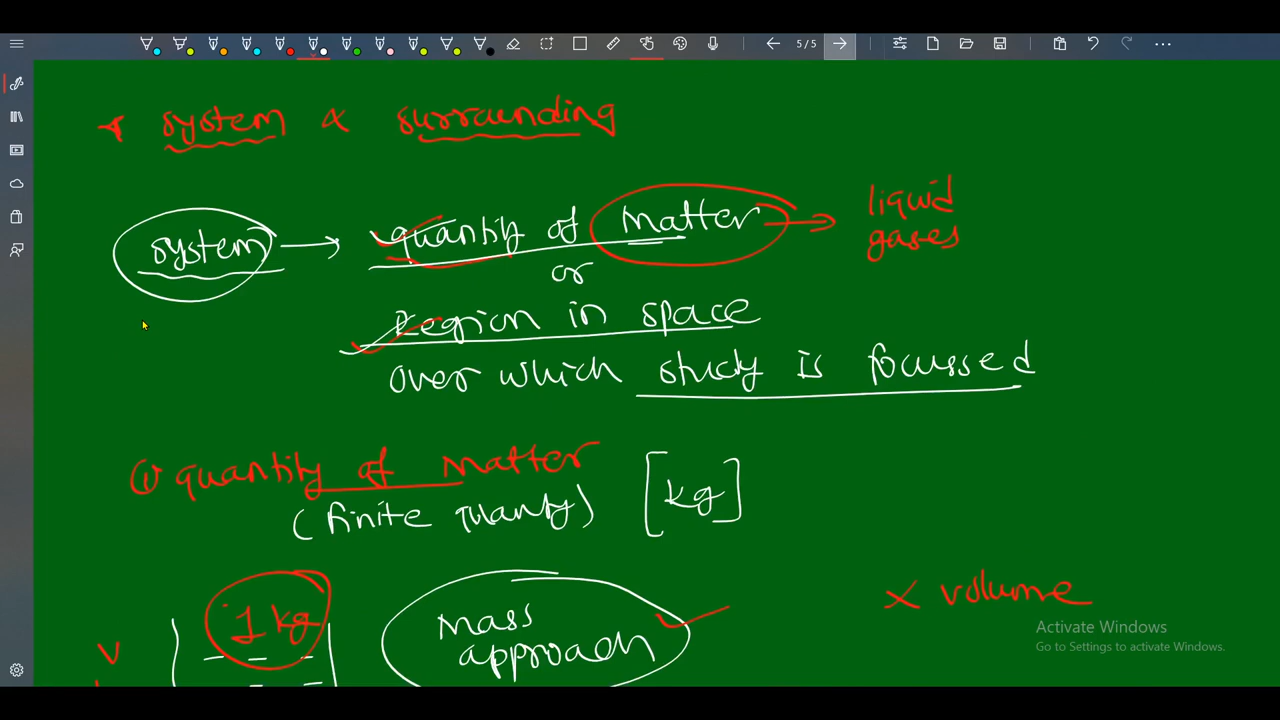 5/5
system & surrounding
system → quantity of matter → liquid
gases
or
Region in space
over which study is focussed
① quantity of matter [kg]
(finite quanty)
1 kg
mass
approach
x volume
v
Activate Windows
Go to Settings to activate Windows.